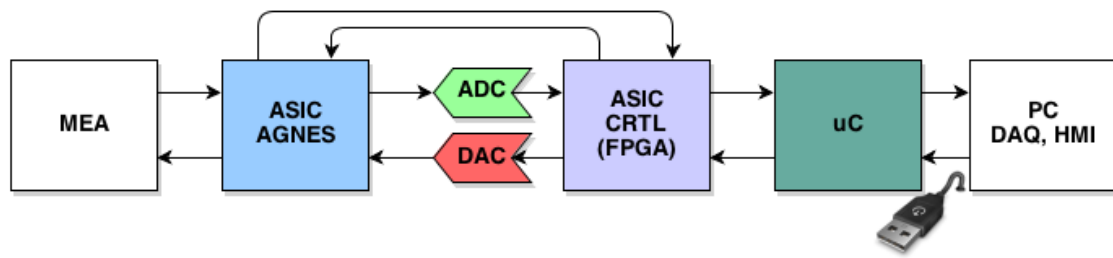 MEA
ASIC
AGNES
ADC
DAC
ASIC
CRTL
(FPGA)
uC
PC
DAQ, HMI